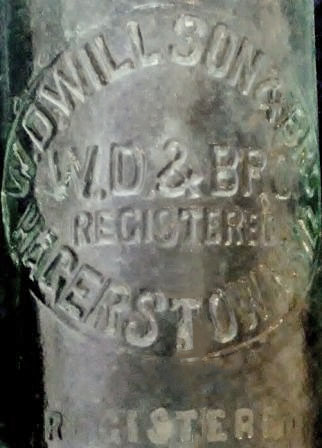 W.D. WILLSON & BRO
W.D. & BRO
REGISTERED
HAGERSTOWN
REGISTERED